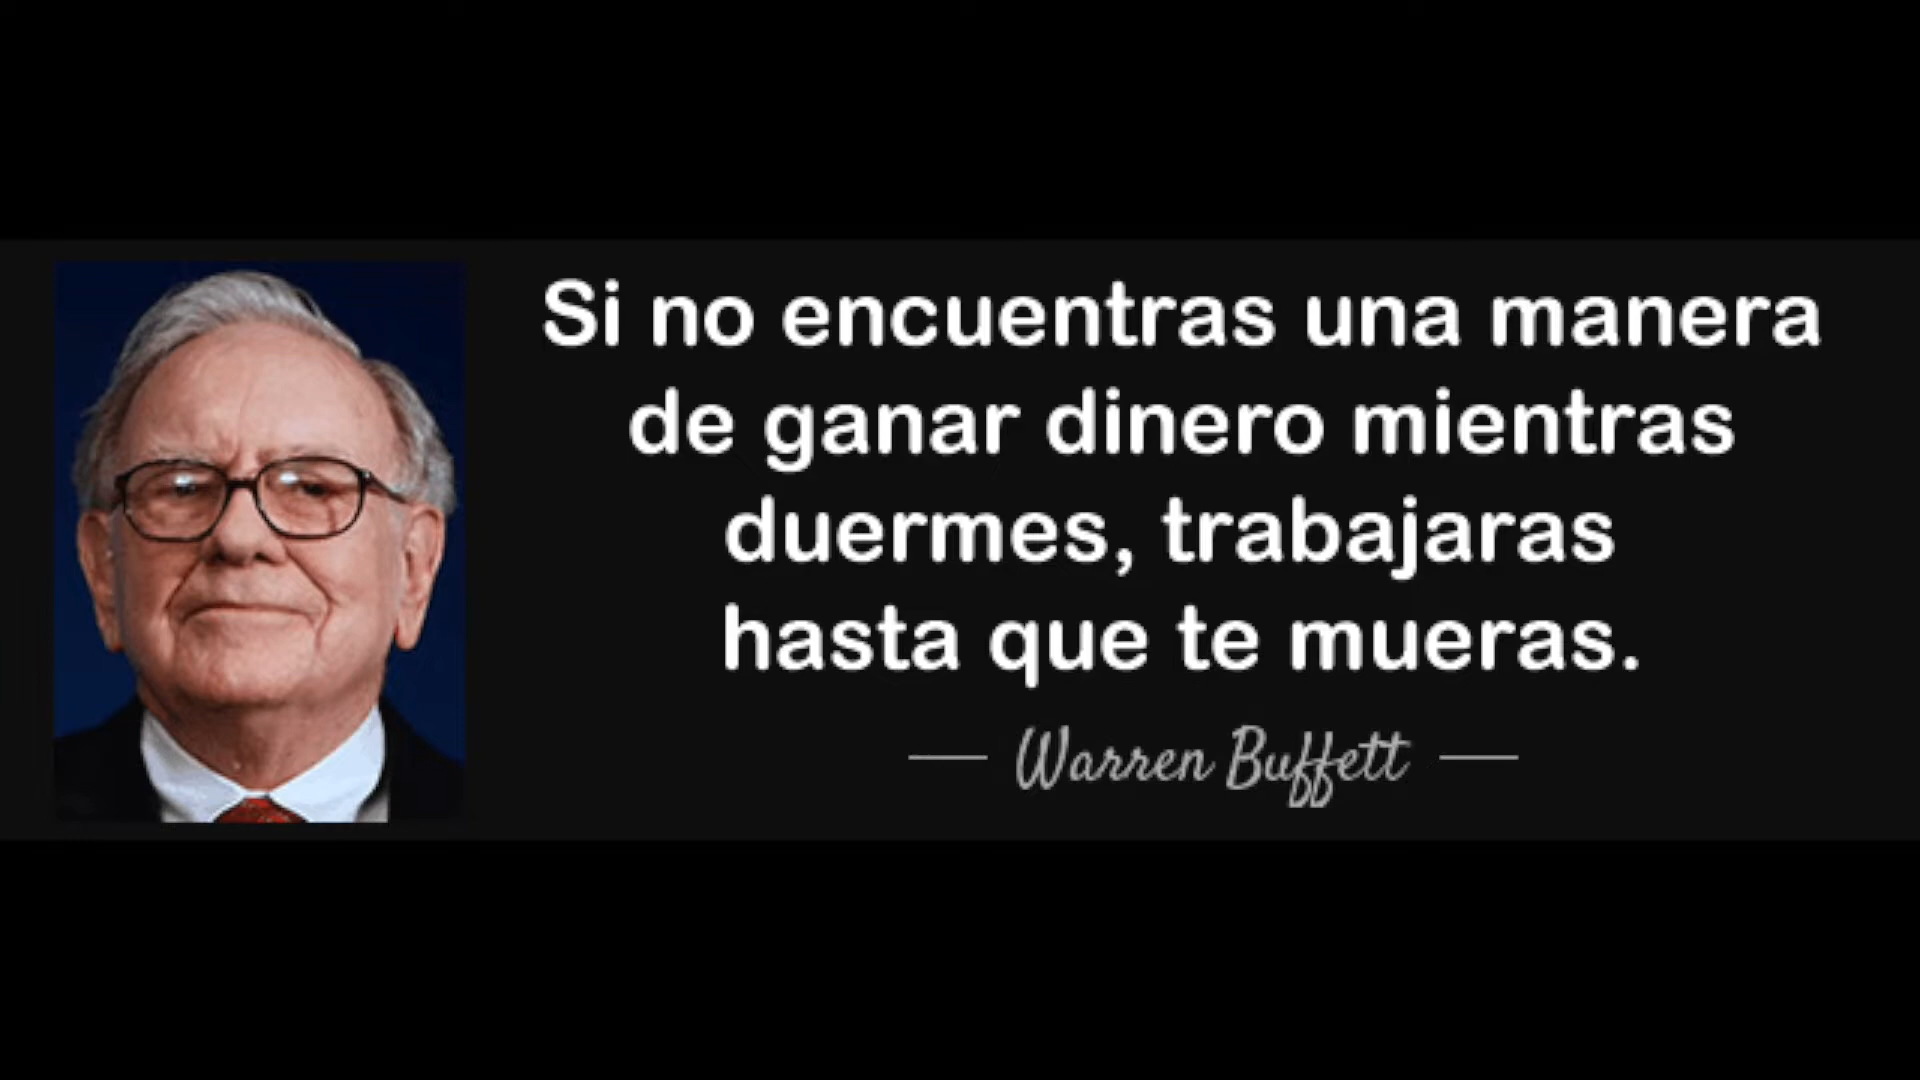 Si no encuentras una manera
de ganar dinero mientras
duermes, trabajaras
hasta que te mueras.
Warren Buffett